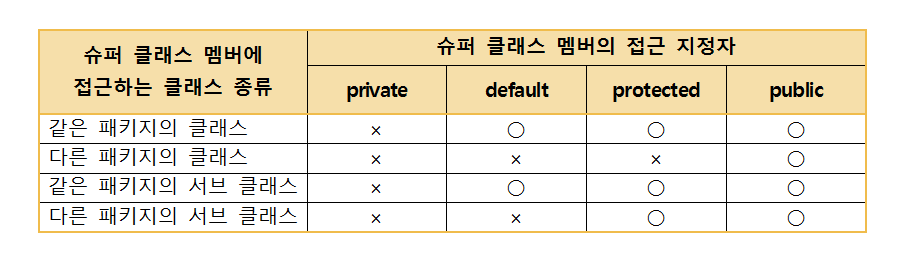 슈퍼 클래스 멤버에
접근하는 클래스 종류
슈퍼 클래스 멤버의 접근 지정자
private default protected public
같은 패키지의 클래스 × ○ ○ ○
다른 패키지의 클래스 × × × ○
같은 패키지의 서브 클래스 × ○ ○ ○
다른 패키지의 서브 클래스 × × ○ ○